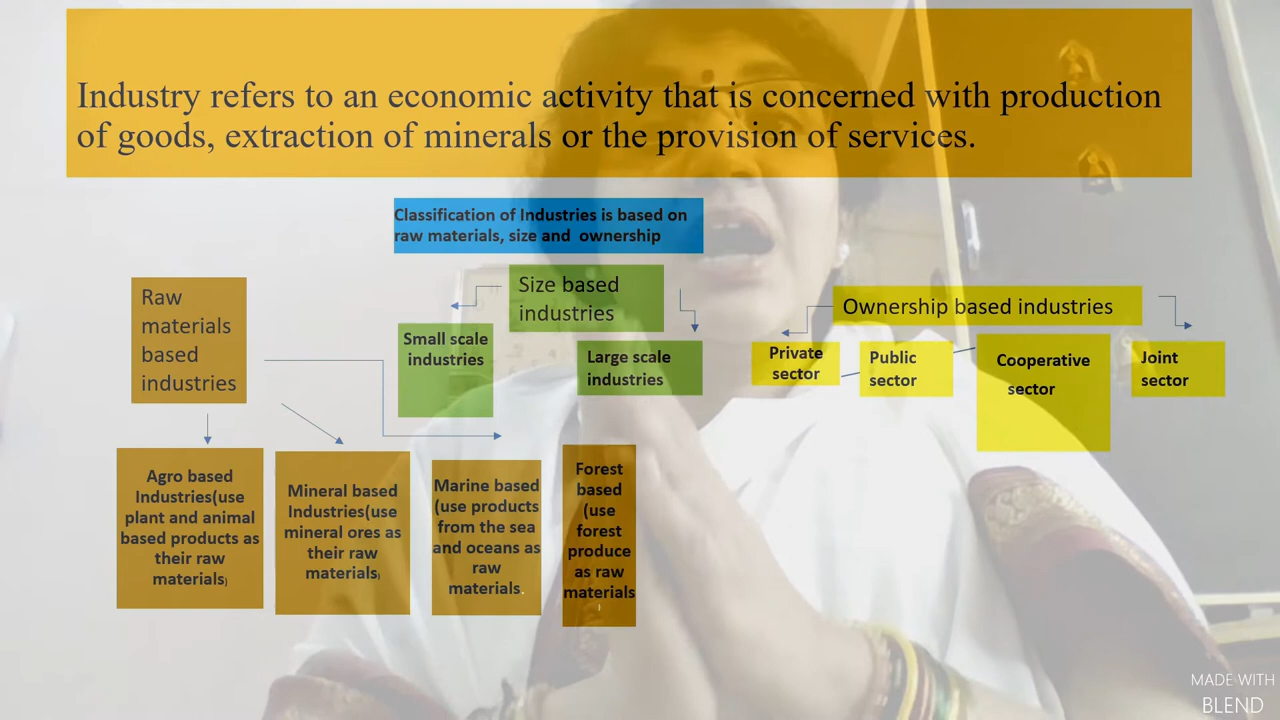 Industry refers to an economic activity that is concerned with production
of goods, extraction of minerals or the provision of services.
Classification of Industries is based on
raw materials, size and ownership
Raw
materials
based
industries
Size based
industries
Ownership based industries
Small scale
industries
Large scale
industries
Private
sector
Public
sector
Cooperative
sector
Joint
sector
Agro based
Industries(use
plant and animal
based products as
their raw
materials)
Mineral based
Industries(use
mineral ores as
their raw
materials)
Marine based
(use products
from the sea
and oceans as
raw
materials.
Forest
based
(use
forest
produce
as raw
materials
MADE WITH
BLEND